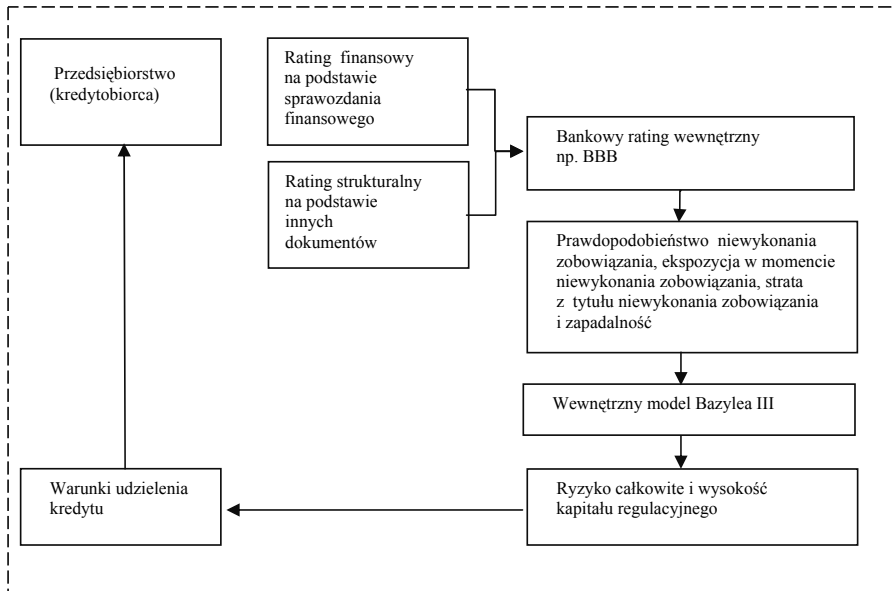 Przedsiębiorstwo
(kredytobiorca)
Rating finansowy
na podstawie
sprawozdania
finansowego
Rating strukturalny
na podstawie
innych
dokumentów
Bankowy rating wewnętrzny
np. BBB
Prawdopodobieństwo niewykonania
zobowiązania, ekspozycja w momencie
niewykonania zobowiązania, strata
z tytułu niewykonania zobowiązania
i zapadalność
Wewnętrzny model Bazylea III
Ryzyko całkowite i wysokość
kapitału regulacyjnego
Warunki udzielenia
kredytu